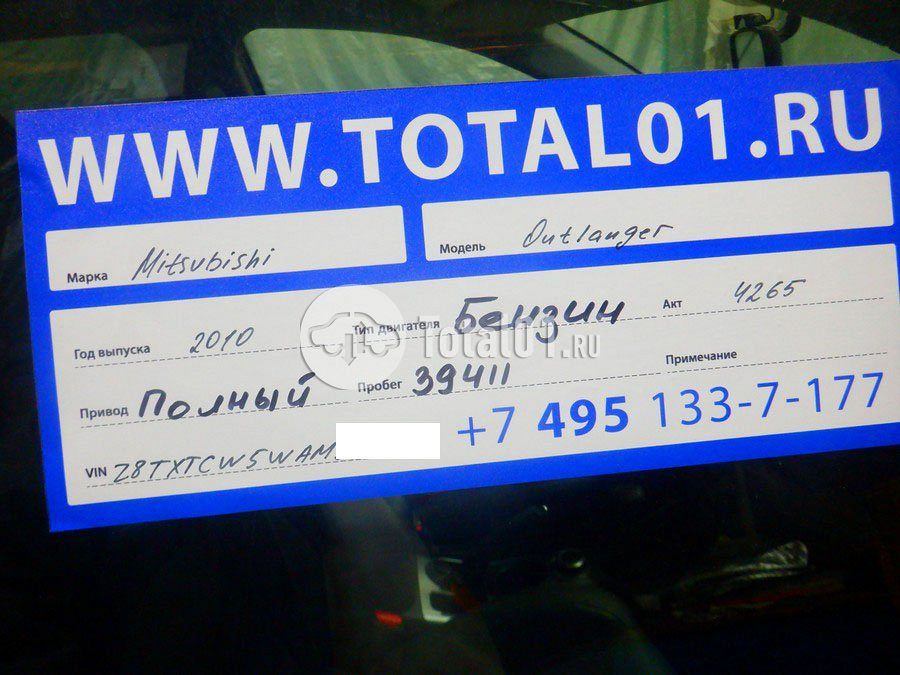 WWW.TOTAL01.RU
Марка Mitsubishi Модель Outlanger
Год выпуска 2010 Тип двигателя Бензин Акт 4265
Total01.RU
Привод Полный Пробег 39411 Примечание
+7 495 133-7-177
VIN Z8TXTCW5WAM